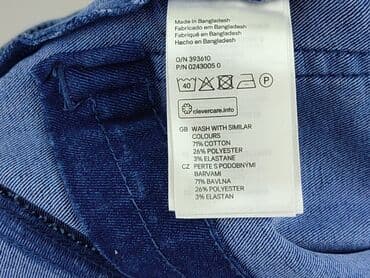 Made in Bangladesh
Fabricado em Bangladesh
Fabriqué en Bangladesh
Hecho en Bangladesh
O/N 393610
P/N 0243005 0
40 P
clevercare.info
GB WASH WITH SIMILAR
COLOURS
71% COTTON
26% POLYESTER
3% ELASTANE
CZ PERTE S PODOBNÝMI
BARVAMI
71% BAVLNA
26% POLYESTER
3% ELASTAN